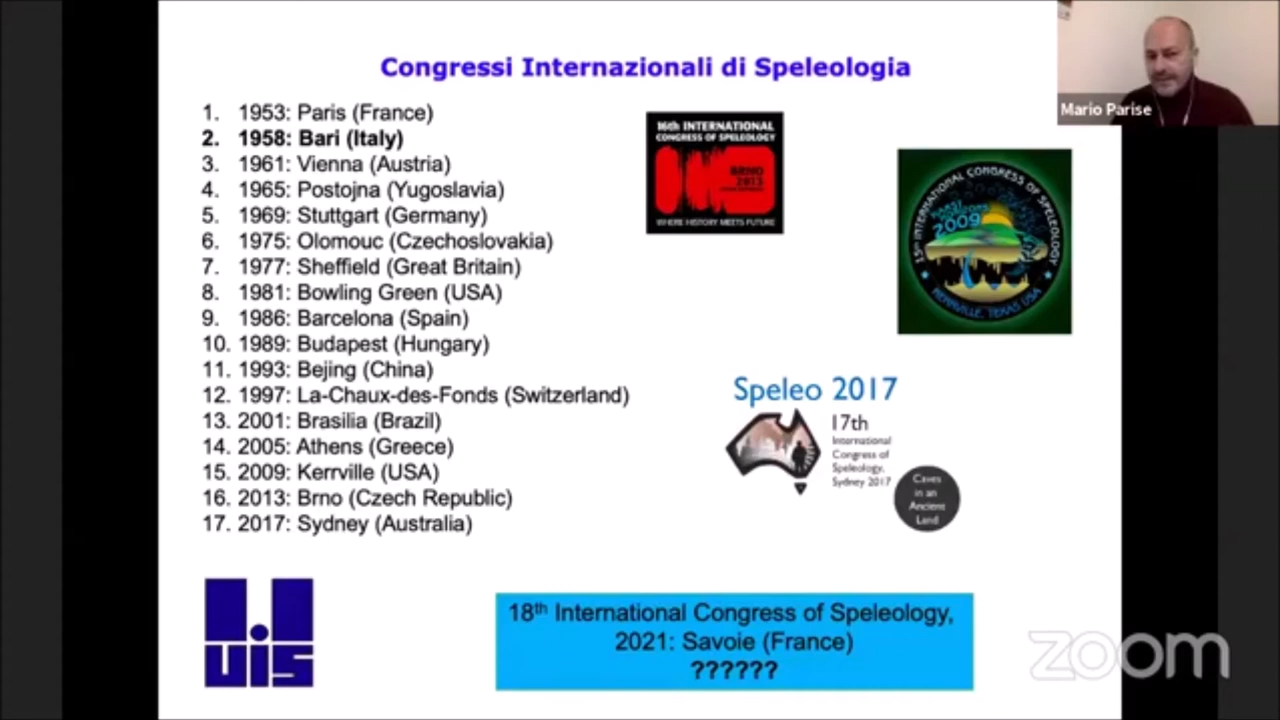 Congressi Internazionali di Speleologia
1. 1953: Paris (France)
2. 1958: Bari (Italy)
3. 1961: Vienna (Austria)
4. 1965: Postojna (Yugoslavia)
5. 1969: Stuttgart (Germany)
6. 1975: Olomouc (Czechoslovakia)
7. 1977: Sheffield (Great Britain)
8. 1981: Bowling Green (USA)
9. 1986: Barcelona (Spain)
10. 1989: Budapest (Hungary)
11. 1993: Bejing (China)
12. 1997: La-Chaux-des-Fonds (Switzerland)
13. 2001: Brasilia (Brazil)
14. 2005: Athens (Greece)
15. 2009: Kerrville (USA)
16. 2013: Brno (Czech Republic)
17. 2017: Sydney (Australia)
16th INTERNATIONAL
CONGRESS OF SPELEOLOGY
BRNO
2013
WHERE HISTORY MEETS FUTURE
Mario Parise
15th INTERNATIONAL CONGRESS OF SPELEOLOGY
2009
KERRVILLE, TEXAS USA
Speleo 2017
17th
International
Congress of
Speleology,
Sydney 2017
Caves
in an
Ancient
Land
uis
18th International Congress of Speleology,
2021: Savoie (France)
??????
zoom